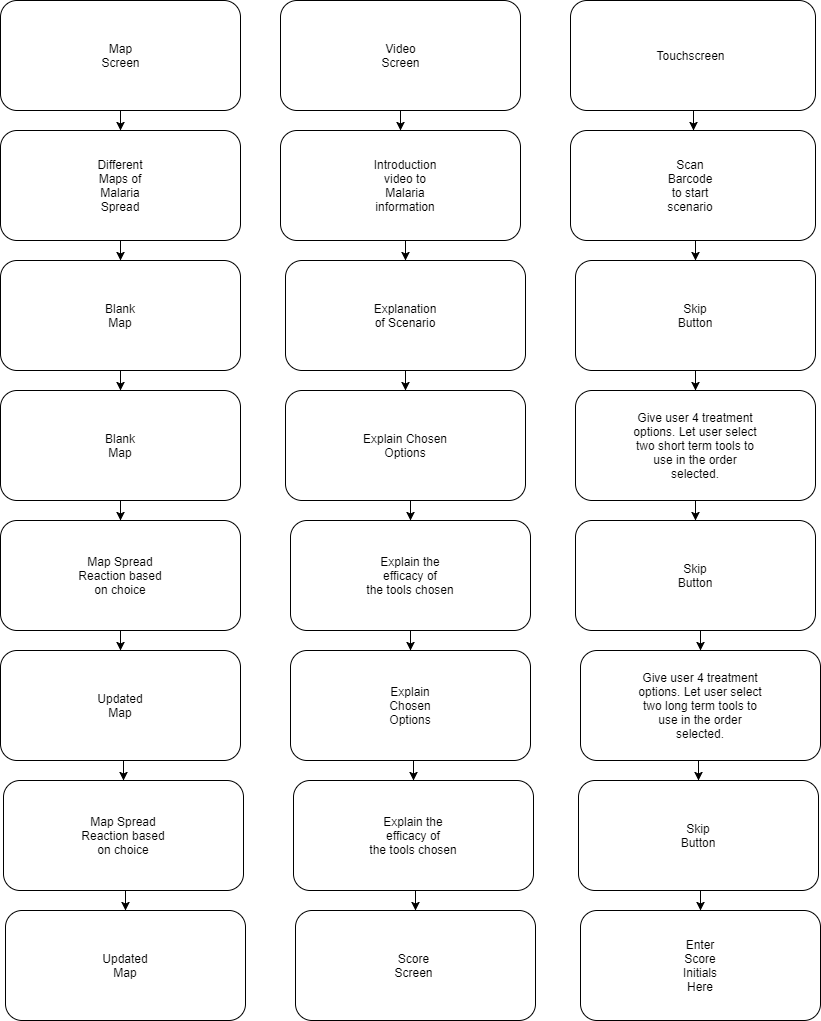 Map
Screen
Video
Screen
Touchscreen
Different
Maps of
Malaria
Spread
Introduction
video to
Malaria
information
Scan
Barcode
to start
scenario
Blank
Map
Explanation
of Scenario
Skip
Button
Blank
Map
Explain Chosen
Options
Give user 4 treatment
options. Let user select
two short term tools to
use in the order
selected.
Map Spread
Reaction based
on choice
Explain the
efficacy of
the tools chosen
Skip
Button
Updated
Map
Explain
Chosen
Options
Give user 4 treatment
options. Let user select
two long term tools to
use in the order
selected.
Map Spread
Reaction based
on choice
Explain the
efficacy of
the tools chosen
Skip
Button
Updated
Map
Score
Screen
Enter
Score
Initials
Here